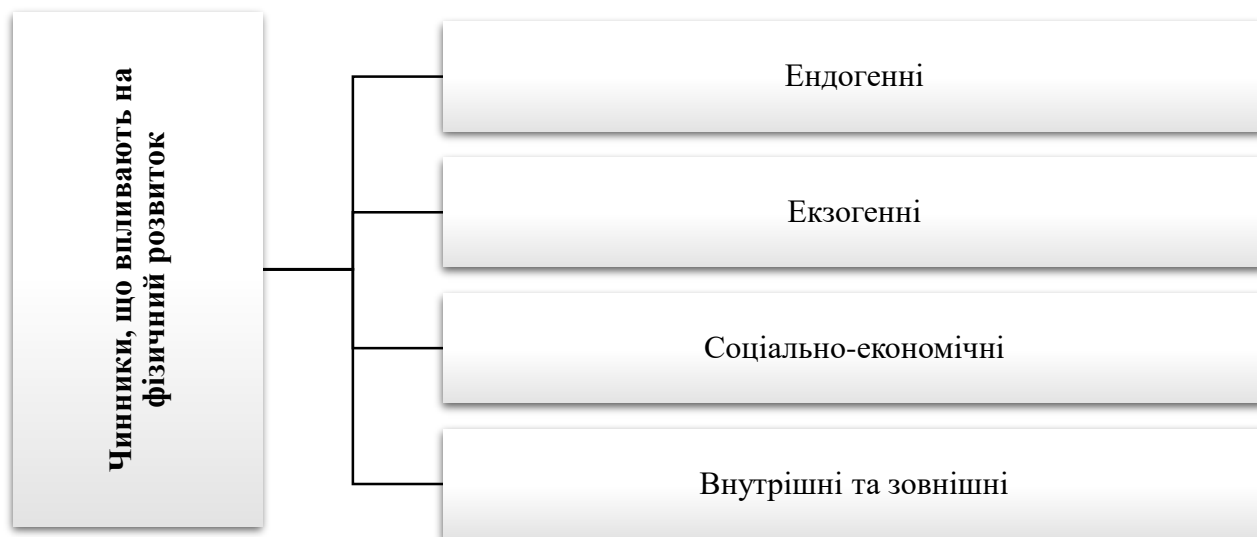 Чинники, що впливають на
фізичний розвиток
Ендогенні
Екзогенні
Соціально-економічні
Внутрішні та зовнішні